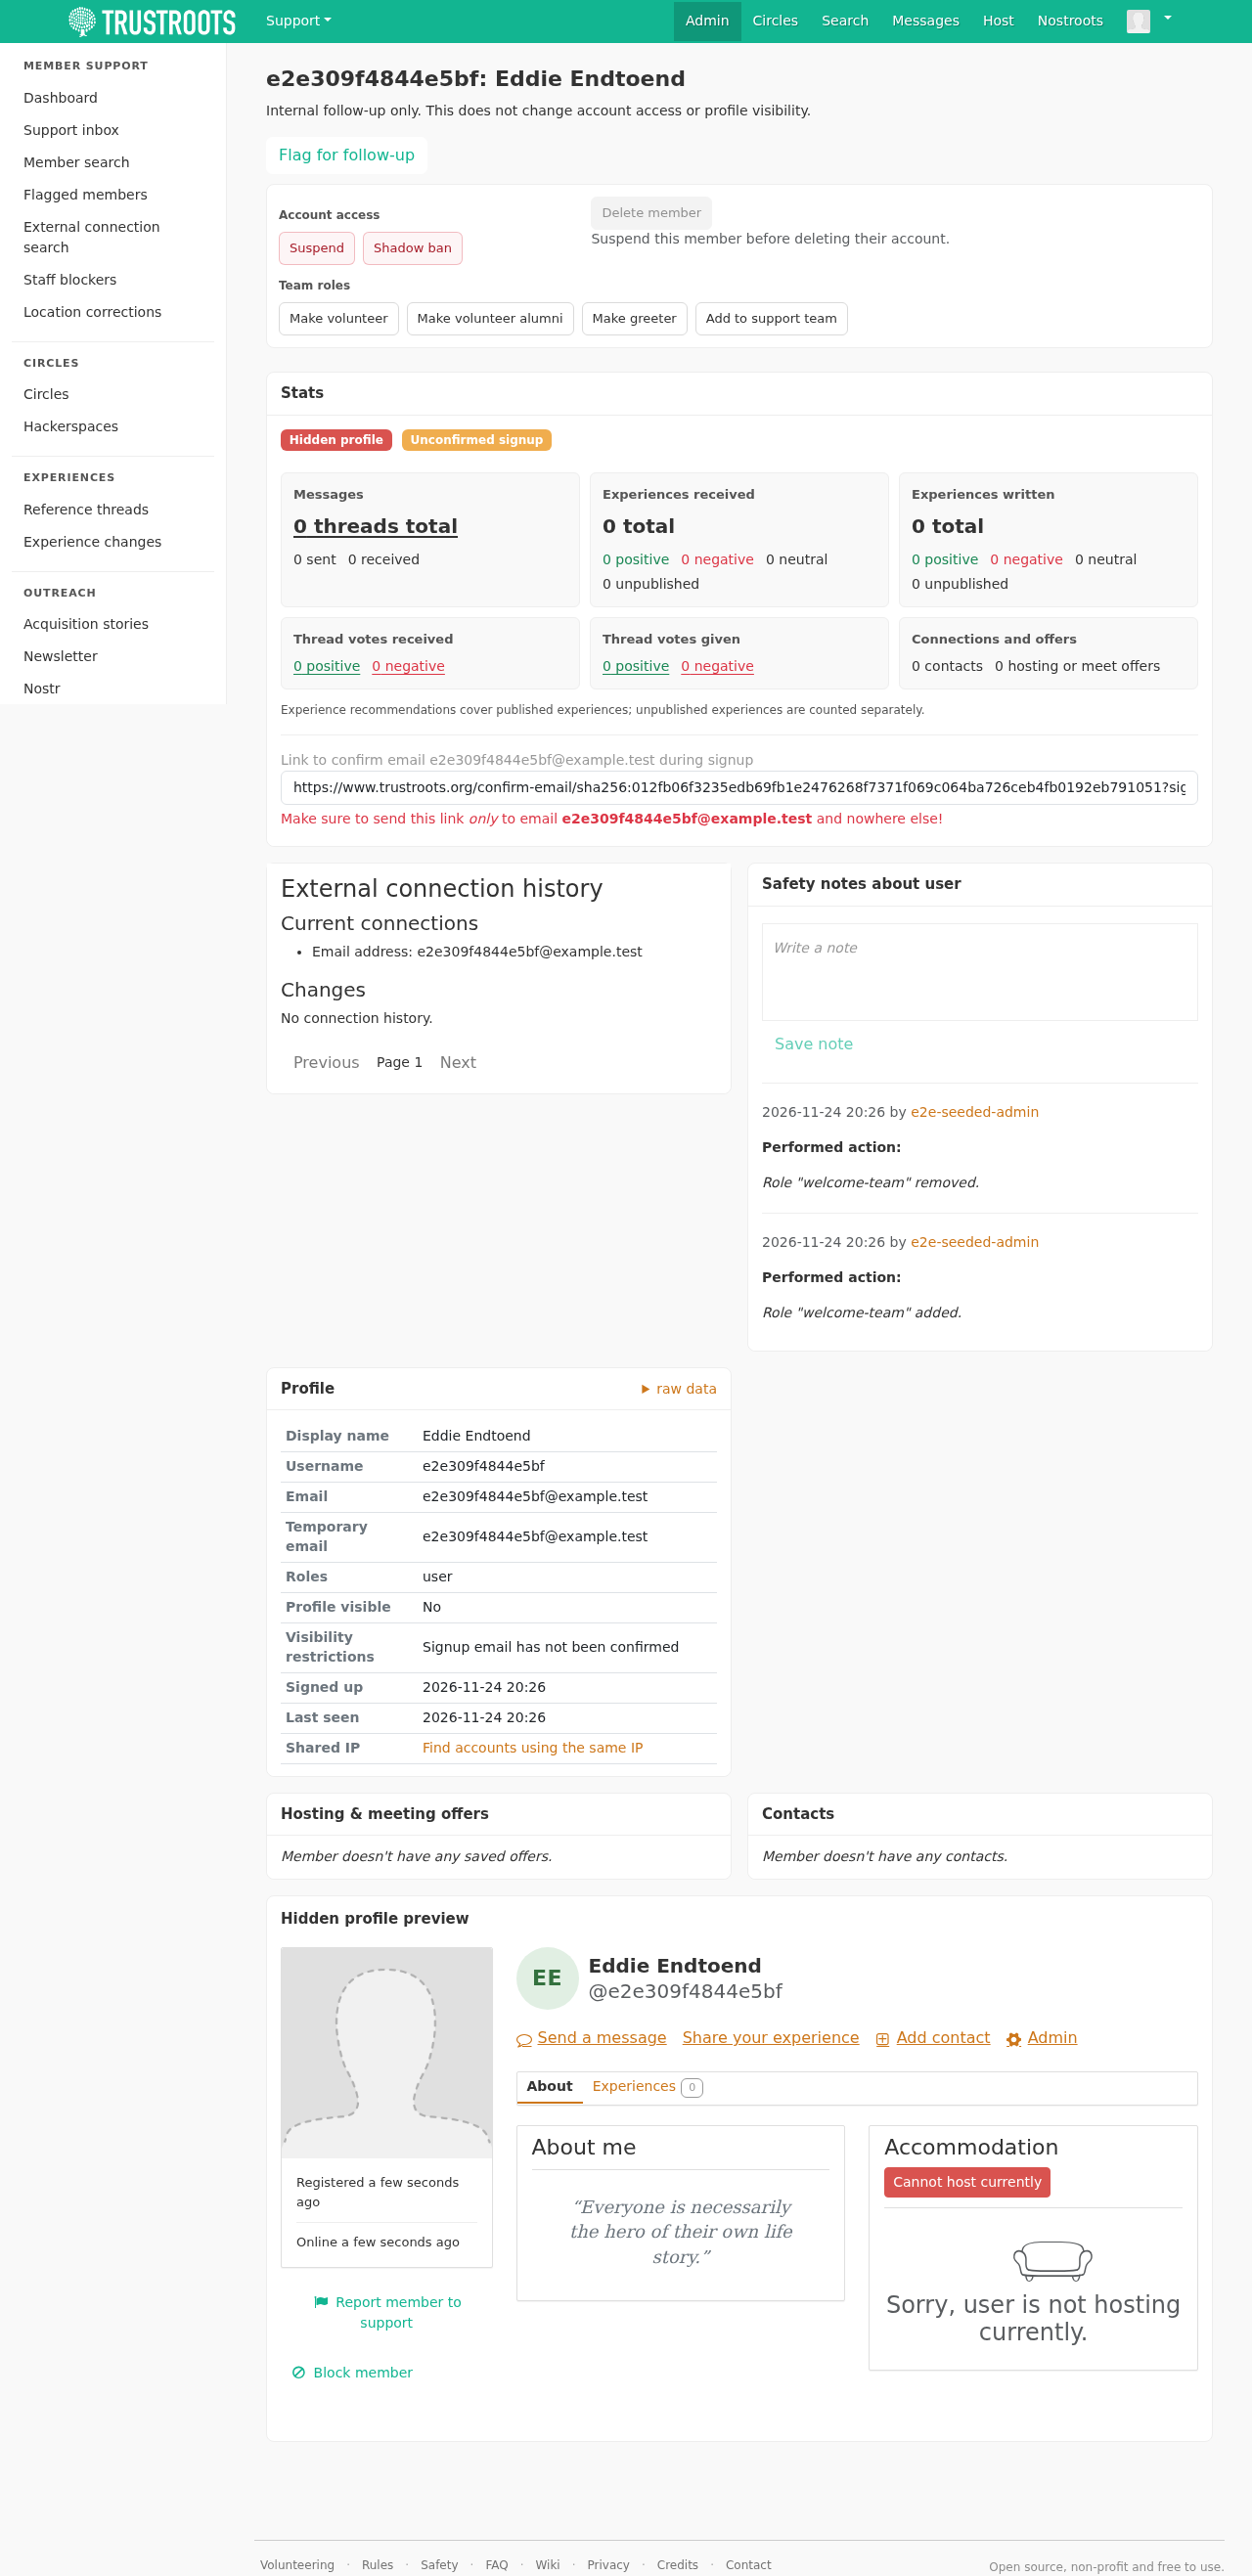 TRUSTROOTS
Support
Admin
Circles
Search
Messages
Host
Nostroots
MEMBER SUPPORT
Dashboard
Support inbox
Member search
Flagged members
External connection
search
Staff blockers
Location corrections
CIRCLES
Circles
Hackerspaces
EXPERIENCES
Reference threads
Experience changes
OUTREACH
Acquisition stories
Newsletter
Nostr
e2e309f4844e5bf: Eddie Endtoend
Internal follow-up only. This does not change account access or profile visibility.
Flag for follow-up
Account access
Suspend
Shadow ban
Delete member
Suspend this member before deleting their account.
Team roles
Make volunteer
Make volunteer alumni
Make greeter
Add to support team
Stats
Hidden profile
Unconfirmed signup
Messages
0 threads total
0 sent 0 received
Experiences received
0 total
0 positive 0 negative 0 neutral
0 unpublished
Experiences written
0 total
0 positive 0 negative 0 neutral
0 unpublished
Thread votes received
0 positive 0 negative
Thread votes given
0 positive 0 negative
Connections and offers
0 contacts 0 hosting or meet offers
Experience recommendations cover published experiences; unpublished experiences are counted separately.
Link to confirm email e2e309f4844e5bf@example.test during signup
https://www.trustroots.org/confirm-email/sha256:012fb06f3235edb69fb1e2476268f7371f069c064ba726ceb4fb0192eb791051?sig
Make sure to send this link only to email e2e309f4844e5bf@example.test and nowhere else!
External connection history
Current connections
• Email address: e2e309f4844e5bf@example.test
Changes
No connection history.
Previous Page 1 Next
Safety notes about user
Write a note
Save note
2026-11-24 20:26 by e2e-seeded-admin
Performed action:
Role "welcome-team" removed.
2026-11-24 20:26 by e2e-seeded-admin
Performed action:
Role "welcome-team" added.
Profile
raw data
Display name Eddie Endtoend
Username e2e309f4844e5bf
Email e2e309f4844e5bf@example.test
Temporary
email
e2e309f4844e5bf@example.test
Roles user
Profile visible No
Visibility
restrictions
Signup email has not been confirmed
Signed up 2026-11-24 20:26
Last seen 2026-11-24 20:26
Shared IP Find accounts using the same IP
Hosting & meeting offers
Member doesn't have any saved offers.
Contacts
Member doesn't have any contacts.
Hidden profile preview
Registered a few seconds
ago
Online a few seconds ago
Report member to
support
Block member
EE
Eddie Endtoend
@e2e309f4844e5bf
Send a message
Share your experience
Add contact
Admin
About
Experiences 0
About me
“Everyone is necessarily
the hero of their own life
story.”
Accommodation
Cannot host currently
Sorry, user is not hosting
currently.
Volunteering · Rules · Safety · FAQ · Wiki · Privacy · Credits · Contact
Open source, non-profit and free to use.